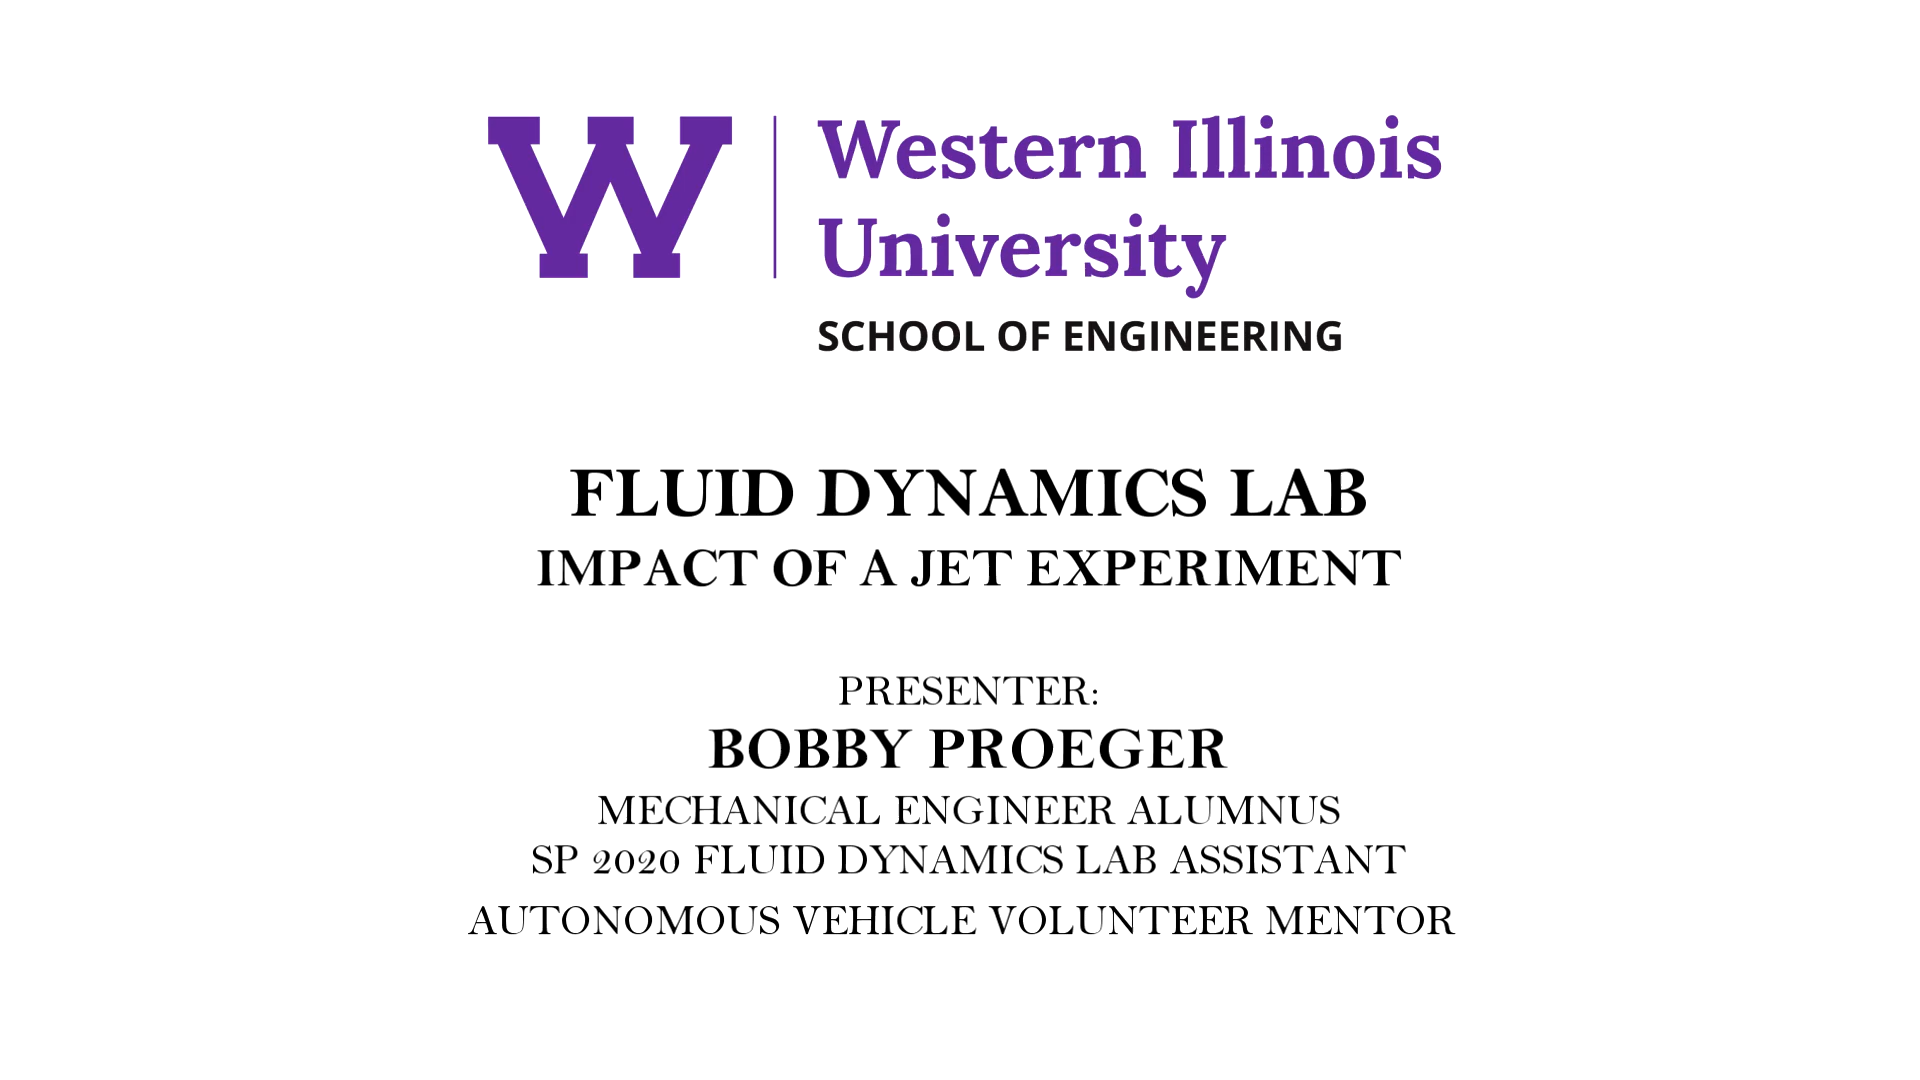 W
Western Illinois
University
SCHOOL OF ENGINEERING
FLUID DYNAMICS LAB
IMPACT OF A JET EXPERIMENT
PRESENTER:
BOBBY PROEGER
MECHANICAL ENGINEER ALUMNUS
SP 2020 FLUID DYNAMICS LAB ASSISTANT
AUTONOMOUS VEHICLE VOLUNTEER MENTOR